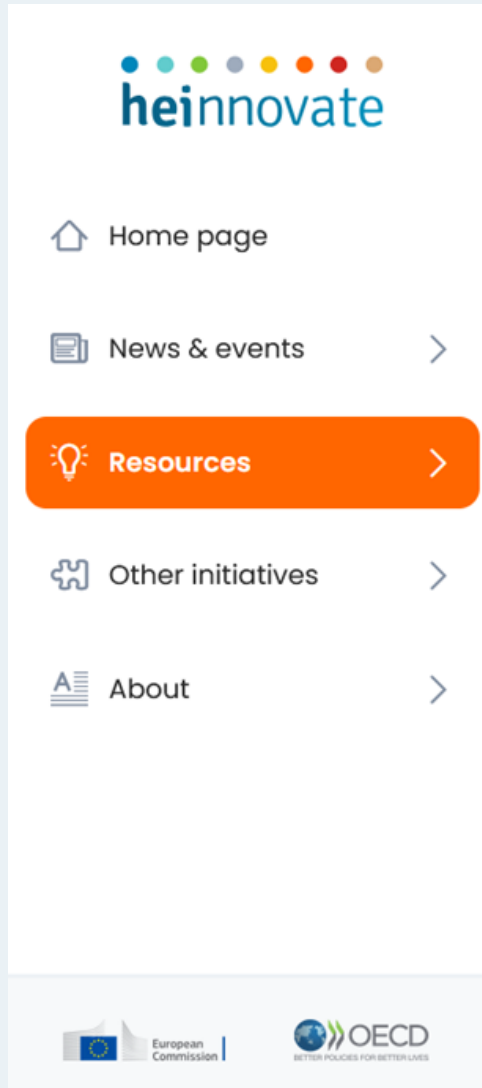 heinnovate
Home page
News & events
Resources
Other initiatives
About
European
Commission
OECD
BETTER POLICIES FOR BETTER LIVES